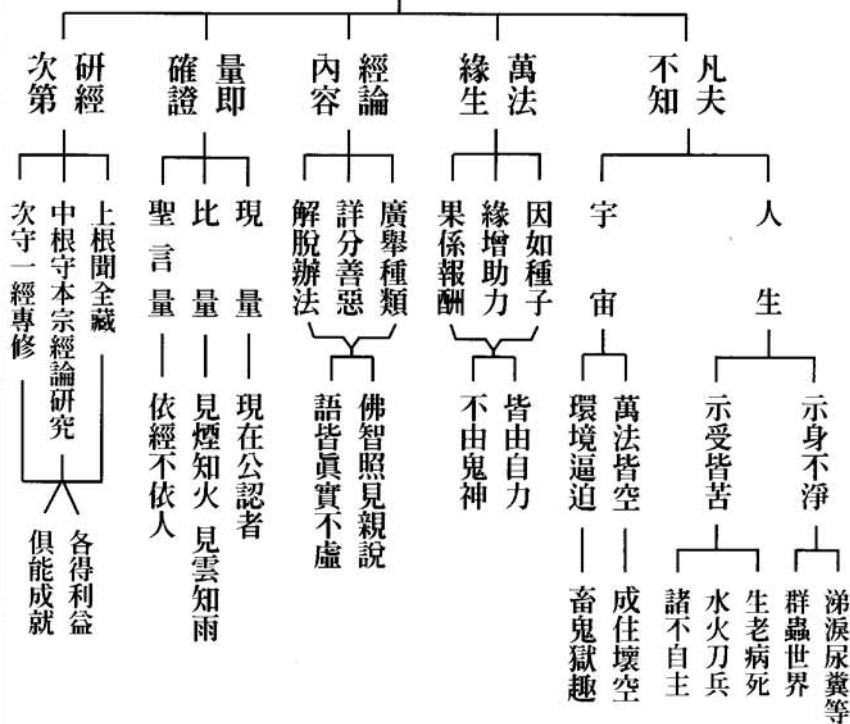 凡夫
不知
人生
示身不淨
涕淚尿糞等
群蟲世界
示受皆苦
生老病死
水火刀兵
諸不自主
宇宙
萬法皆空
成住壞空
環境逼迫
畜鬼獄趣
萬法
緣生
因如種子
緣增助力
果係報酬
皆由自力
不由鬼神
經論
內容
廣舉種類
詳分善惡
解脫辦法
佛智照見親說
語皆眞實不虛
量即
確證
現量
現在公認者
比量
見煙知火 見雲知雨
聖言量
依經不依人
研經
次第
上根聞全藏
中根守本宗經論研究
次守一經專修
各得利益
俱能成就